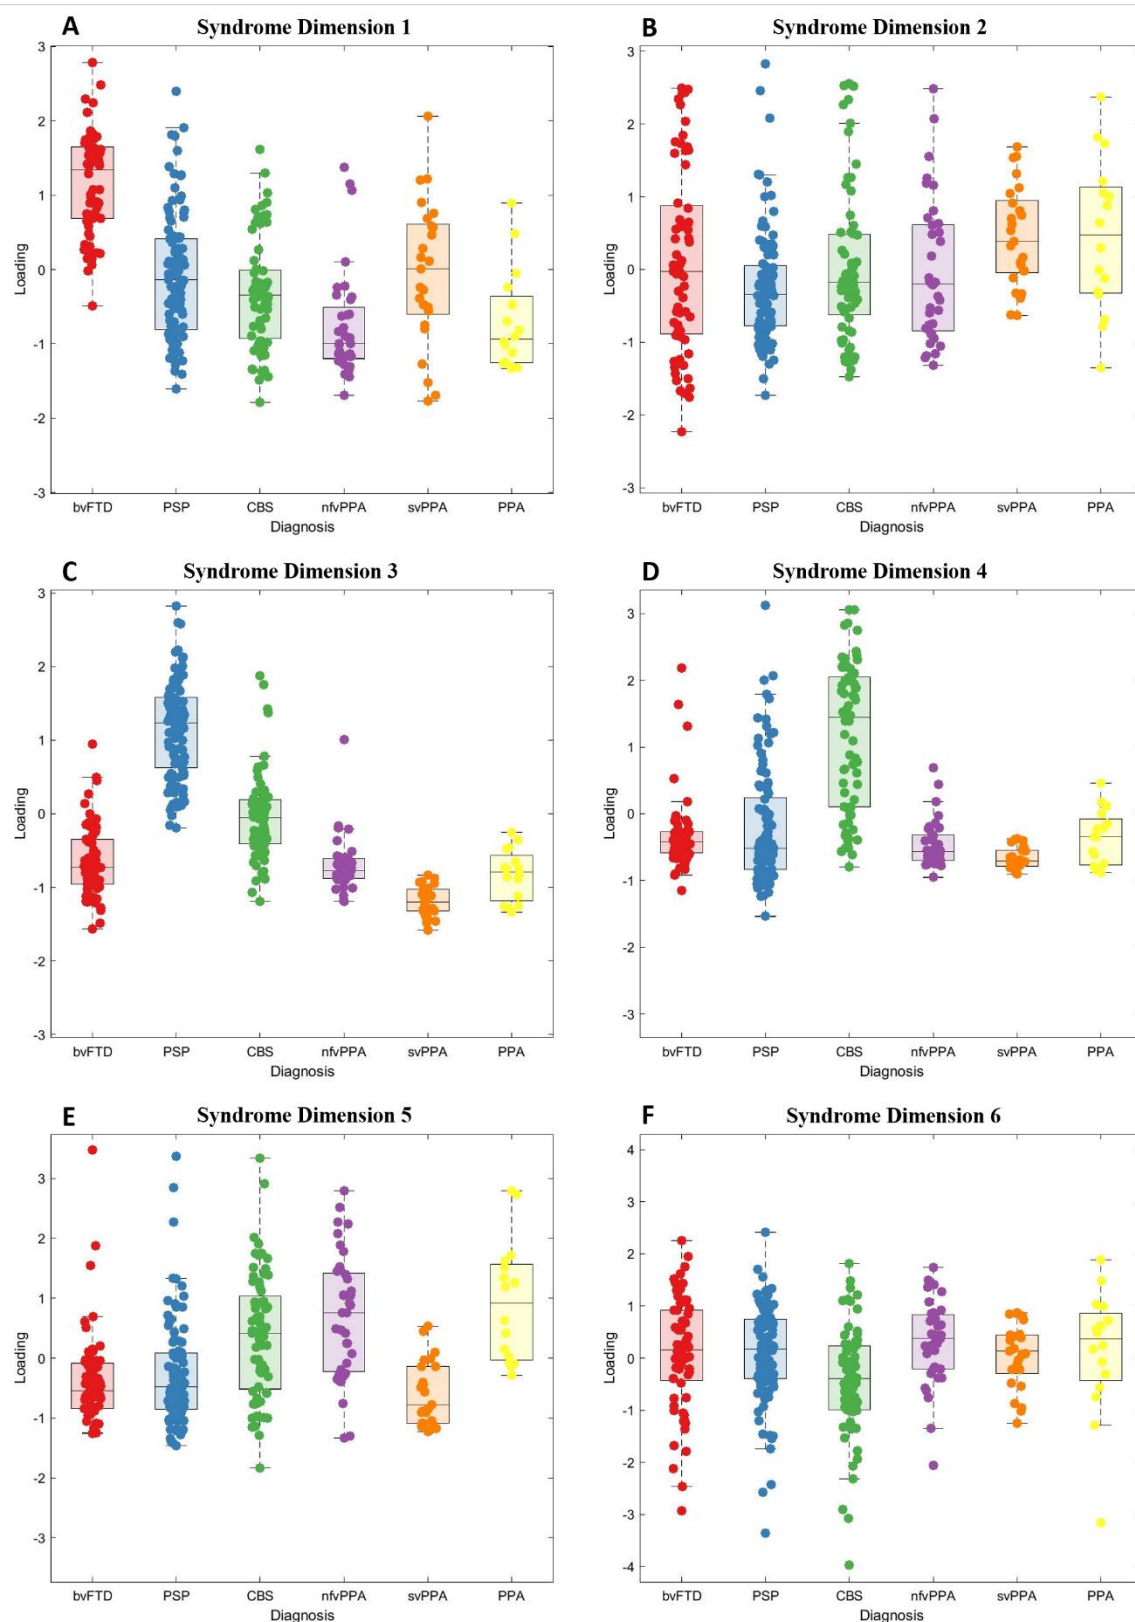 A Syndrome Dimension 1
3
2
1
0
-1
-2
-3
Loading
bvFTD PSP CBS nfvPPA svPPA PPA
Diagnosis
B Syndrome Dimension 2
3
2
1
0
-1
-2
-3
Loading
bvFTD PSP CBS nfvPPA svPPA PPA
Diagnosis
C Syndrome Dimension 3
3
2
1
0
-1
-2
-3
Loading
bvFTD PSP CBS nfvPPA svPPA PPA
Diagnosis
D Syndrome Dimension 4
3
2
1
0
-1
-2
-3
Loading
bvFTD PSP CBS nfvPPA svPPA PPA
Diagnosis
E Syndrome Dimension 5
3
2
1
0
-1
-2
-3
Loading
bvFTD PSP CBS nfvPPA svPPA PPA
Diagnosis
F Syndrome Dimension 6
4
3
2
1
0
-1
-2
-3
-4
Loading
bvFTD PSP CBS nfvPPA svPPA PPA
Diagnosis